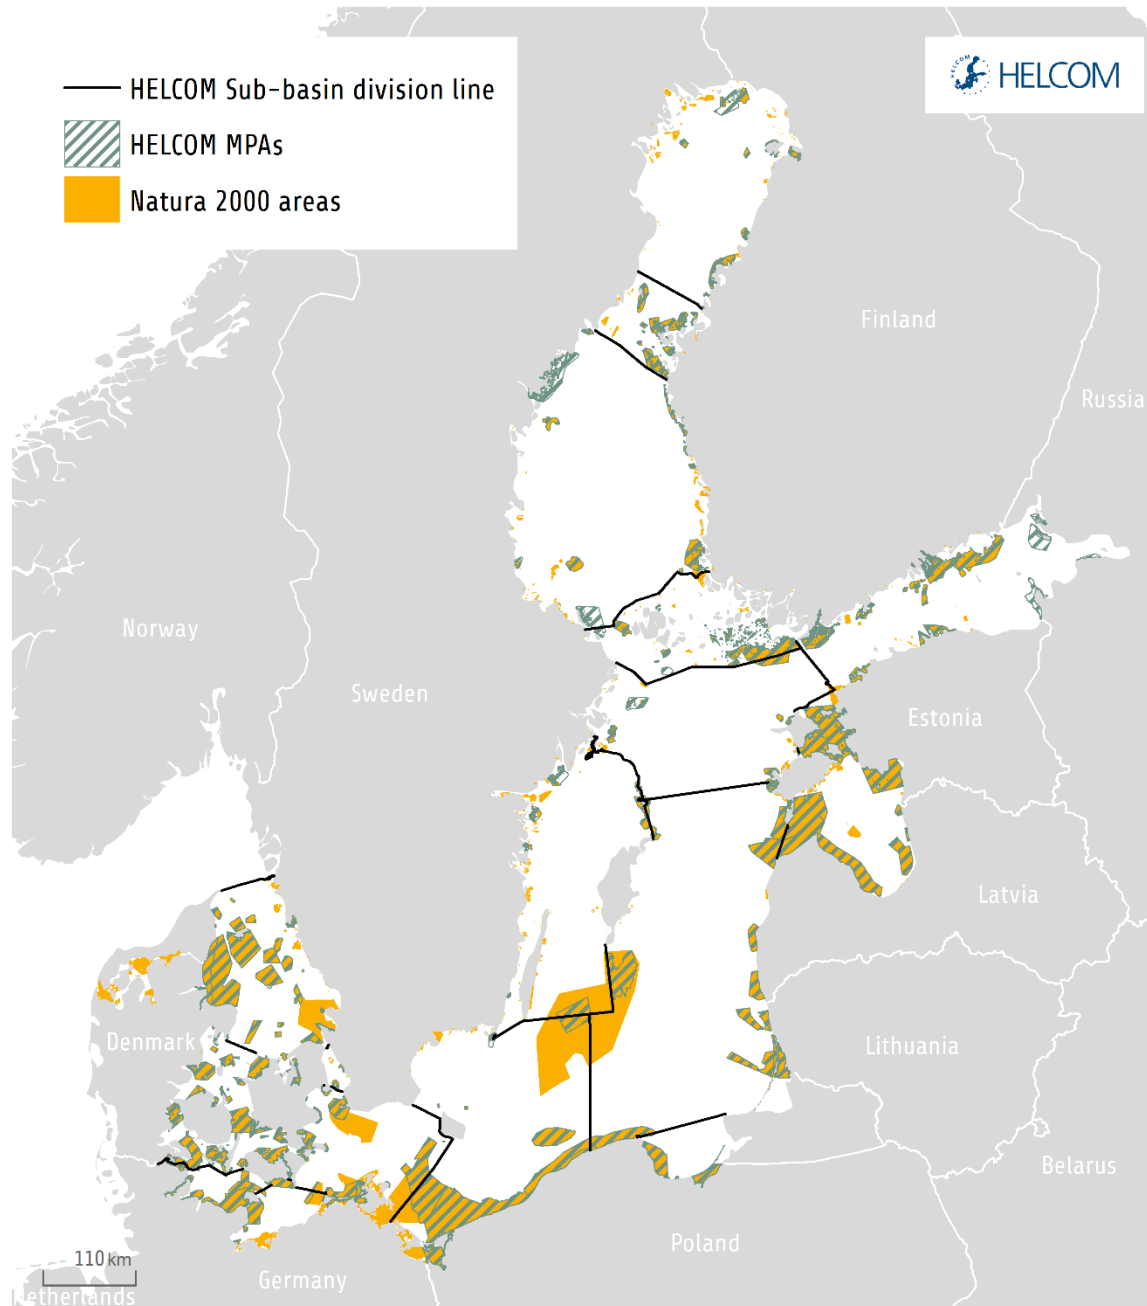 HELCOM Sub-basin division line
HELCOM MPAs
Natura 2000 areas
HELCOM
HELCOM
Finland
Russia
Norway
Sweden
Estonia
Latvia
Denmark
Lithuania
Belarus
Poland
110 km
Germany
Netherlands